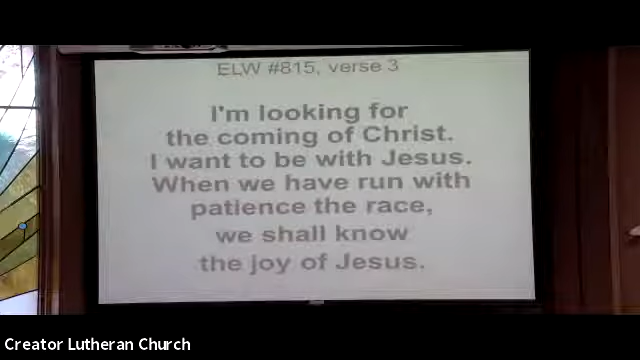 ELW #815, verse 3
I'm looking for
the coming of Christ.
I want to be with Jesus.
When we have run with
patience the race,
we shall know
the joy of Jesus.
Creator Lutheran Church